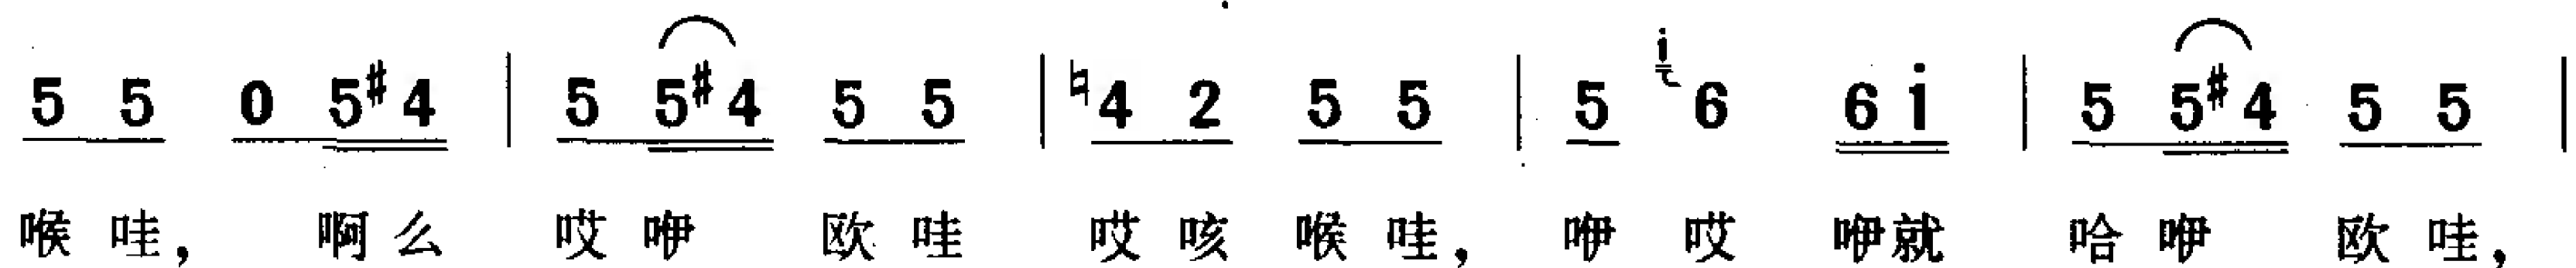 5 5 0 5#4 | 5 5#4 5 5 | ♮4 2 5 5 | 5 i 6 6 i | 5 5#4 5 5 |
喉 哇， 啊 么 哎 咿 欧 哇 哎 咳 喉 哇， 咿 哎 咿就 哈 咿 欧 哇，